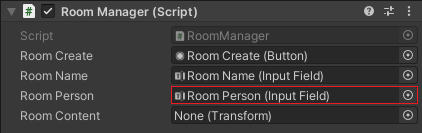 Room Manager (Script)
Script RoomManager
Room Create Room Create (Button)
Room Name Room Name (Input Field)
Room Person Room Person (Input Field)
Room Content None (Transform)